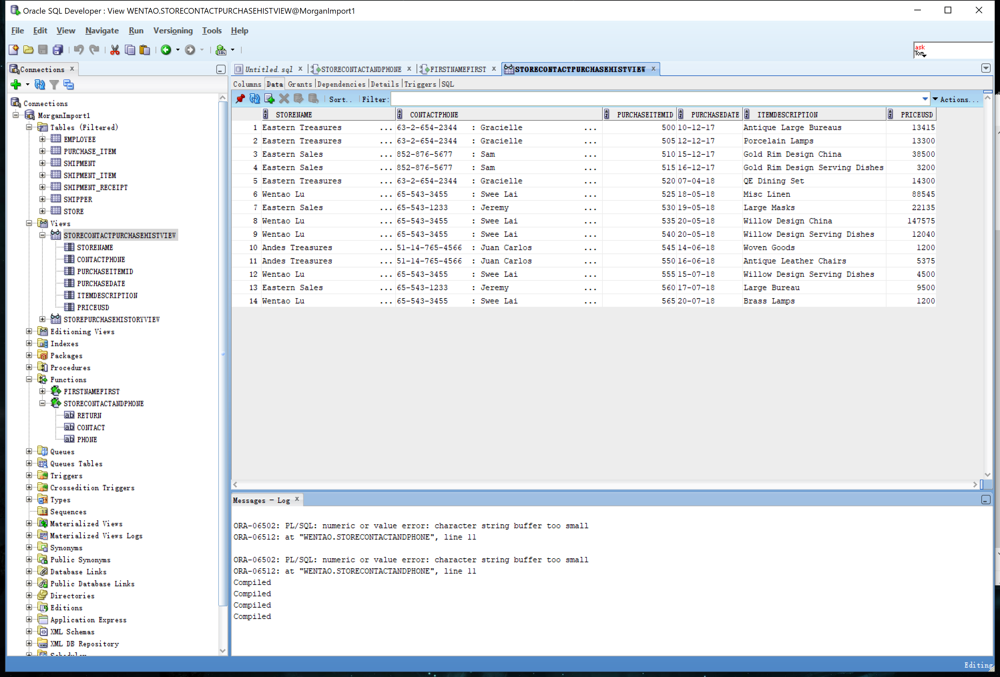 Oracle SQL Developer : View WENTAO.STORECONTACTPURCHASEHISTVIEW@MorganImport1
File Edit View Navigate Run Versioning Tools Help
SQL
ask
Tom
Connections
Untitled.sql STORECONTACTANDPHONE FIRSTNAMEFIRST STORECONTACTPURCHASEHISTVIEW
Columns Data Grants Dependencies Details Triggers SQL
Sort.. Filter: Actions...
Connections
MorganImport1
Tables (Filtered)
EMPLOYEE
PURCHASE_ITEM
SHIPMENT
SHIPMENT_ITEM
SHIPMENT_RECEIPT
SHIPPER
STORE
Views
STORECONTACTPURCHASEHISTVIEW
STORENAME
CONTACTPHONE
PURCHASEITEMID
PURCHASEDATE
ITEMDESCRIPTION
PRICEUSD
STOREPURCHASEHISTORYVIEW
Editioning Views
Indexes
Packages
Procedures
Functions
FIRSTNAMEFIRST
STORECONTACTANDPHONE
ab RETURN
ab CONTACT
ab PHONE
Queues
Queues Tables
Triggers
Crossedition Triggers
Types
Sequences
Materialized Views
Materialized Views Logs
Synonyms
Public Synonyms
Database Links
Public Database Links
Directories
Editions
Application Express
XML Schemas
XML DB Repository
STORENAME CONTACTPHONE PURCHASEITEMID PURCHASEDATE ITEMDESCRIPTION PRICEUSD
1 Eastern Treasures ... 63-2-654-2344 : Gracielle ... 500 10-12-17 Antique Large Bureaus 13415
2 Eastern Treasures ... 63-2-654-2344 : Gracielle ... 505 12-12-17 Porcelain Lamps 13300
3 Eastern Sales ... 852-876-5677 : Sam ... 510 15-12-17 Gold Rim Design China 38500
4 Eastern Sales ... 852-876-5677 : Sam ... 515 16-12-17 Gold Rim Design Serving Dishes 3200
5 Eastern Treasures ... 63-2-654-2344 : Gracielle ... 520 07-04-18 QE Dining Set 14300
6 Wentao Lu ... 65-543-3455 : Swee Lai ... 525 18-05-18 Misc Linen 88545
7 Eastern Sales ... 65-543-1233 : Jeremy ... 530 19-05-18 Large Masks 22135
8 Wentao Lu ... 65-543-3455 : Swee Lai ... 535 20-05-18 Willow Design China 147575
9 Wentao Lu ... 65-543-3455 : Swee Lai ... 540 20-05-18 Willow Design Serving Dishes 12040
10 Andes Treasures ... 51-14-765-4566 : Juan Carlos ... 545 14-06-18 Woven Goods 1200
11 Andes Treasures ... 51-14-765-4566 : Juan Carlos ... 550 16-06-18 Antique Leather Chairs 5375
12 Wentao Lu ... 65-543-3455 : Swee Lai ... 555 15-07-18 Willow Design Serving Dishes 4500
13 Eastern Sales ... 65-543-1233 : Jeremy ... 560 17-07-18 Large Bureau 9500
14 Wentao Lu ... 65-543-3455 : Swee Lai ... 565 20-07-18 Brass Lamps 1200
Messages - Log
ORA-06502: PL/SQL: numeric or value error: character string buffer too small
ORA-06512: at "WENTAO.STORECONTACTANDPHONE", line 11
ORA-06502: PL/SQL: numeric or value error: character string buffer too small
ORA-06512: at "WENTAO.STORECONTACTANDPHONE", line 11
Compiled
Compiled
Compiled
Compiled
Editing